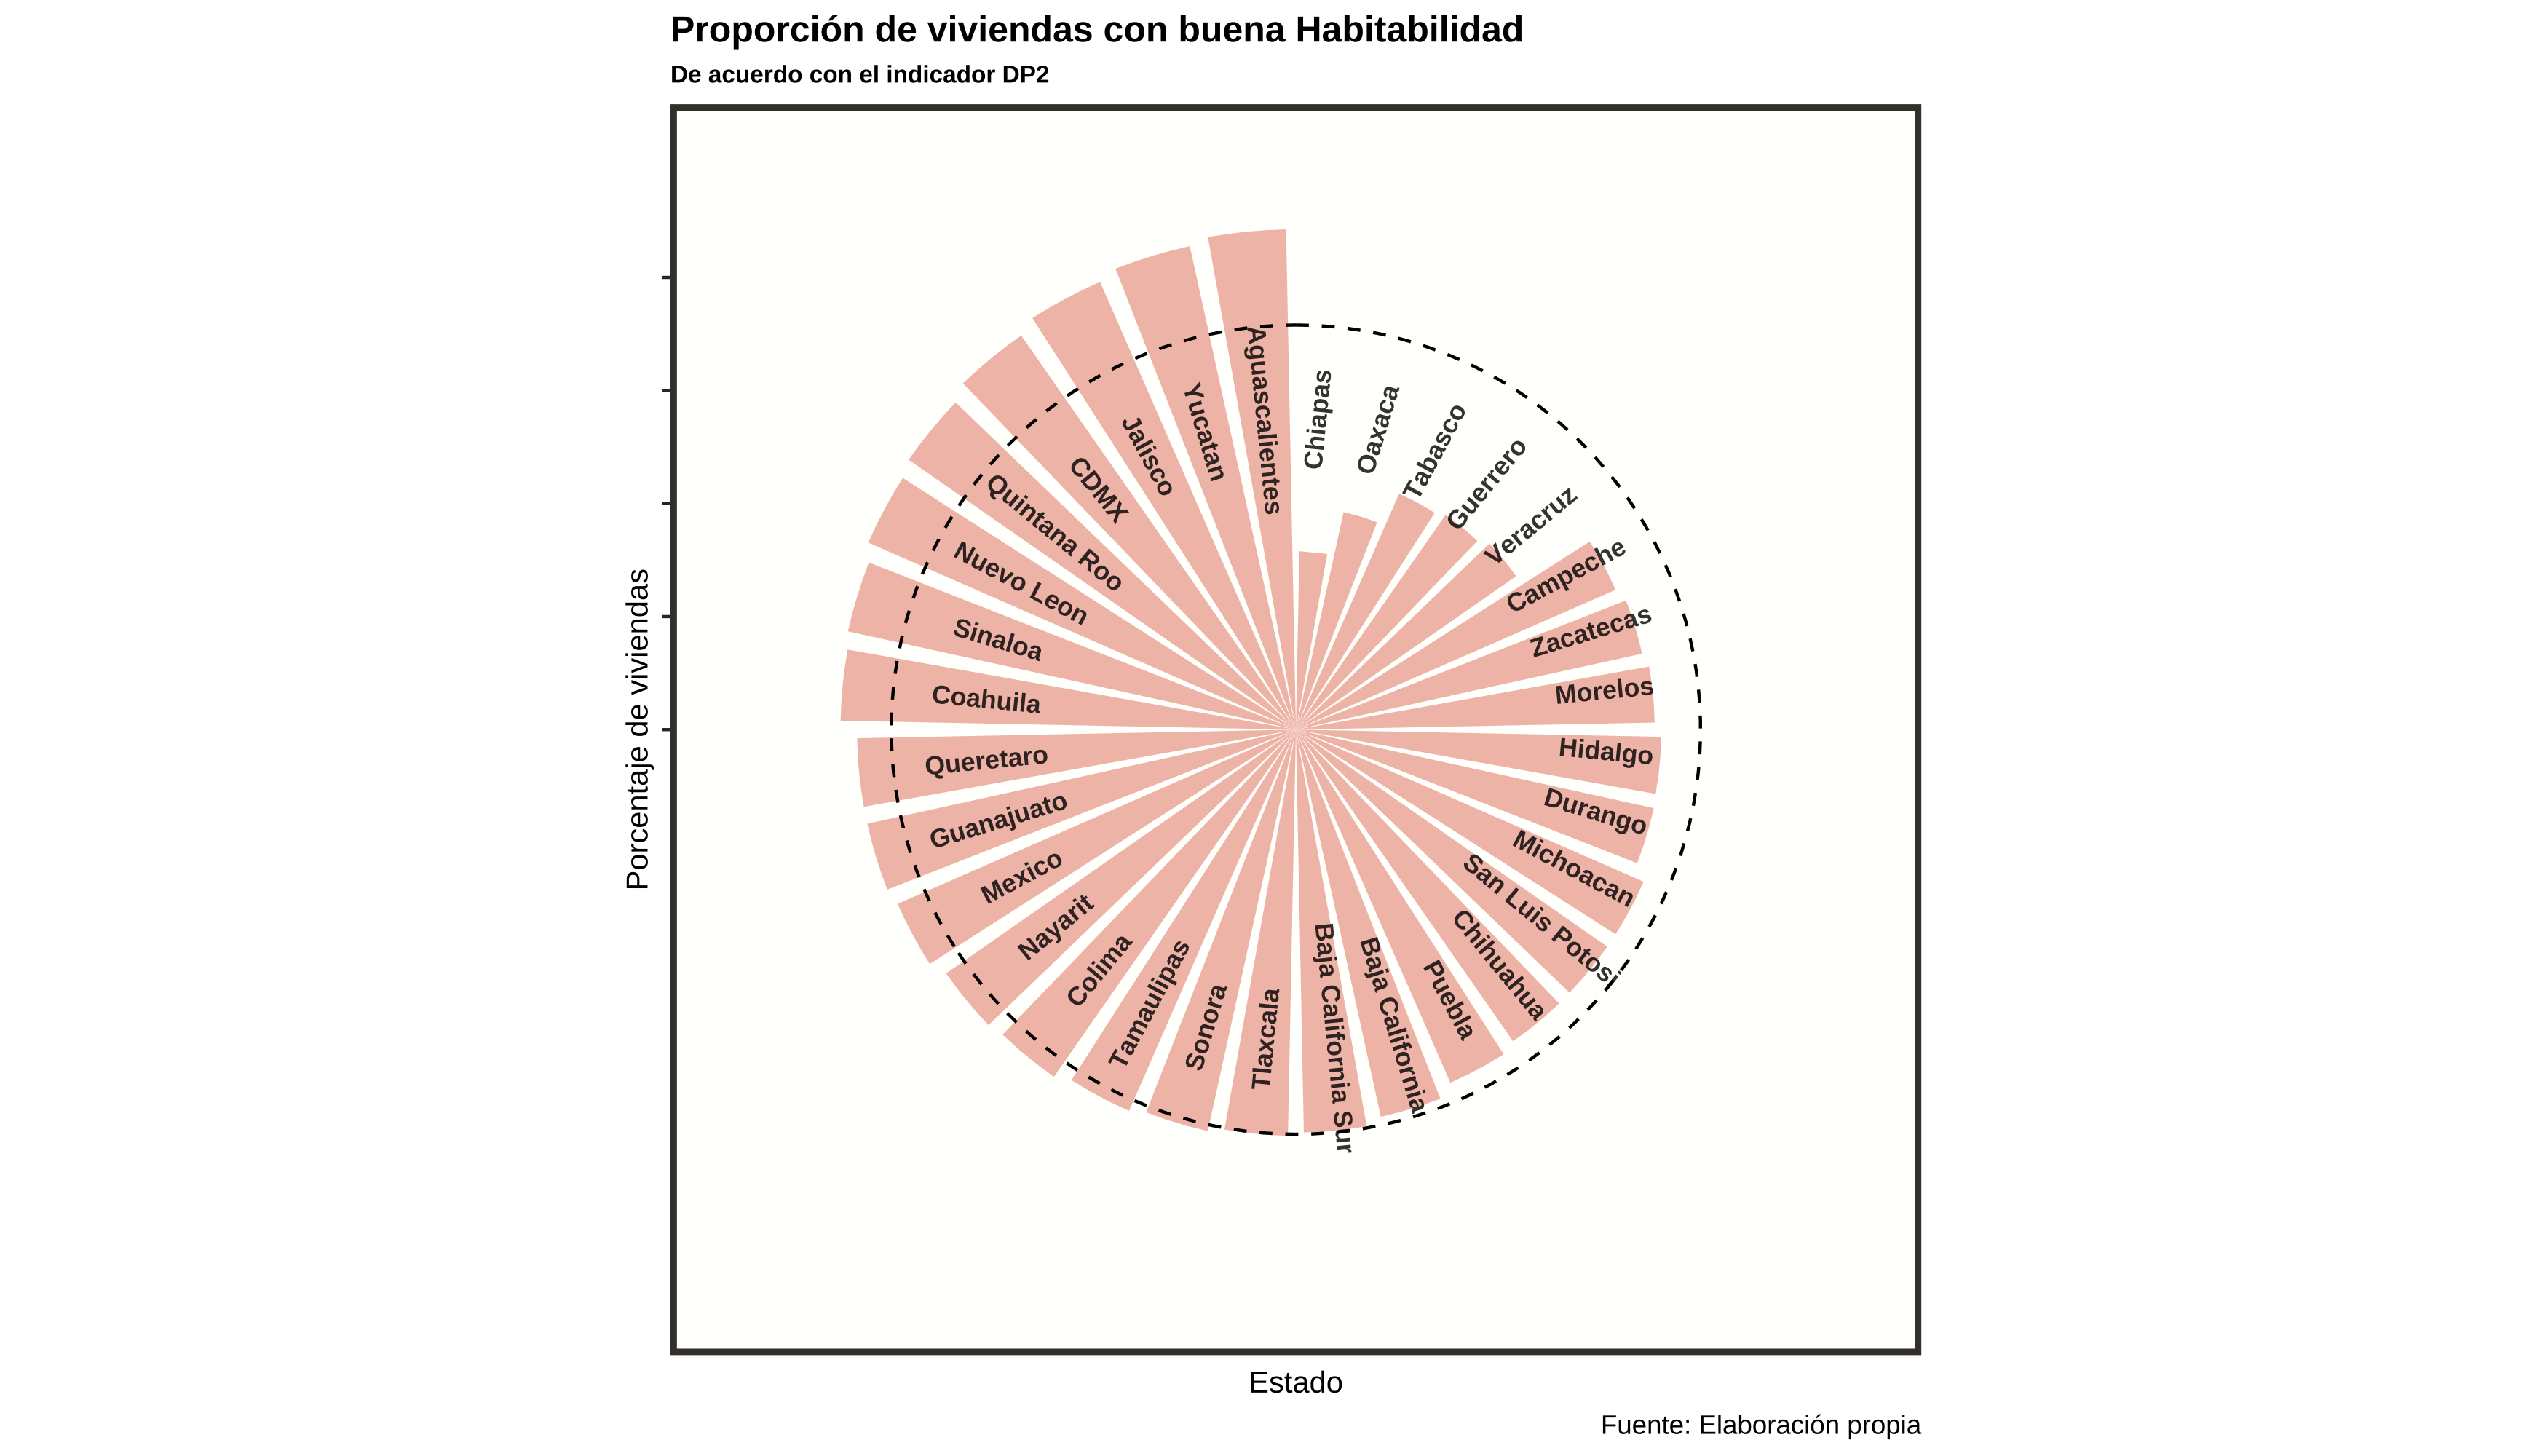 Proporción de viviendas con buena Habitabilidad
De acuerdo con el indicador DP2
Porcentaje de viviendas
Chiapas
Oaxaca
Tabasco
Guerrero
Veracruz
Campeche
Zacatecas
Morelos
Hidalgo
Durango
Michoacan
San Luis Potosi
Chihuahua
Puebla
Baja California
Baja California Sur
Tlaxcala
Sonora
Tamaulipas
Colima
Nayarit
Mexico
Guanajuato
Queretaro
Coahuila
Sinaloa
Nuevo Leon
Quintana Roo
CDMX
Jalisco
Yucatan
Aguascalientes
Estado
Fuente: Elaboración propia